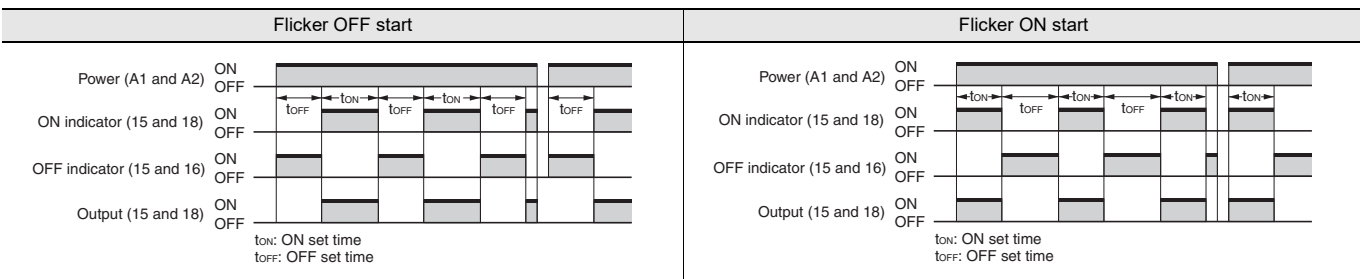 Flicker OFF start
Power (A1 and A2) ON
OFF
tOFF tON tOFF tON tOFF tOFF
ON indicator (15 and 18) ON
OFF
OFF indicator (15 and 16) ON
OFF
Output (15 and 18) ON
OFF
tON: ON set time
tOFF: OFF set time
Flicker ON start
Power (A1 and A2) ON
OFF
tON tOFF tON tOFF tON tON
ON indicator (15 and 18) ON
OFF
OFF indicator (15 and 16) ON
OFF
Output (15 and 18) ON
OFF
tON: ON set time
tOFF: OFF set time